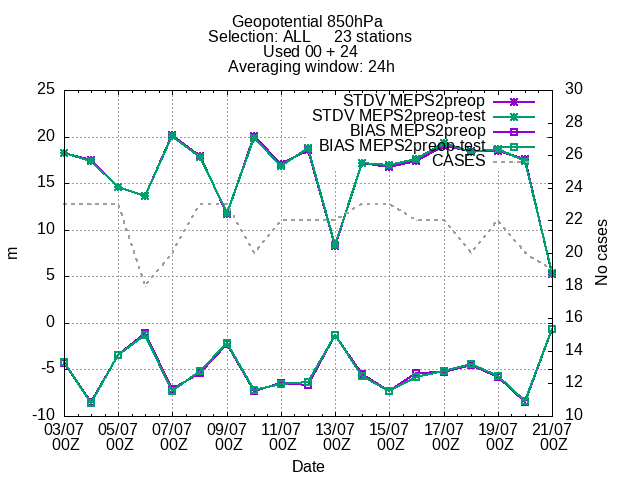 Geopotential 850hPa
Selection: ALL 23 stations
Used 00 + 24
Averaging window: 24h
STDV MEPS2preop
STDV MEPS2preop-test
BIAS MEPS2preop
BIAS MEPS2preop-test
CASES
25
20
15
10
5
0
-5
-10
m
30
28
26
24
22
20
18
16
14
12
10
No cases
03/07 05/07 07/07 09/07 11/07 13/07 15/07 17/07 19/07 21/07
00Z 00Z 00Z 00Z 00Z 00Z 00Z 00Z 00Z 00Z
Date